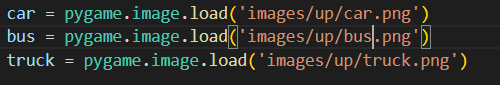 car = pygame.image.load('images/up/car.png')
bus = pygame.image.load('images/up/bus.png')
truck = pygame.image.load('images/up/truck.png')